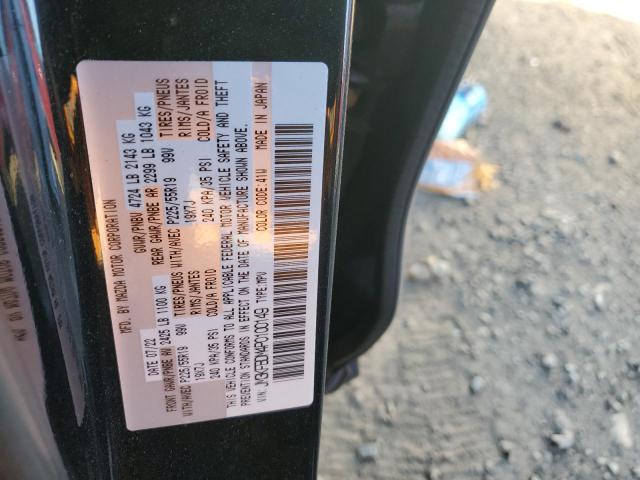 MFD. BY MAZDA MOTOR CORPORATION
DATE 07/22 GVWR/PNBV 4724 LB 2143 KG
FRONT GAWR/PNBE AV 2425 LB 1100 KG REAR GAWR/PNBE AR 2299 LB 1043 KG
WITH/AVEC P225/55R19 99V TIRES/PNEUS WITH/AVEC P225/55R19 99V TIRES/PNEUS
19X7J RIMS/JANTES 19X7J RIMS/JANTES
240 KPA/35 PSI COLD/A FROID 240 KPA/35 PSI COLD/A FROID
THIS VEHICLE CONFORMS TO ALL APPLICABLE FEDERAL MOTOR VEHICLE SAFETY AND THEFT
PREVENTION STANDARDS IN EFFECT ON THE DATE OF MANUFACTURE SHOWN ABOVE.
VIN: JM3KFBDM4P0100149 TYPE:MPV COLOR CODE:41W MADE IN JAPAN